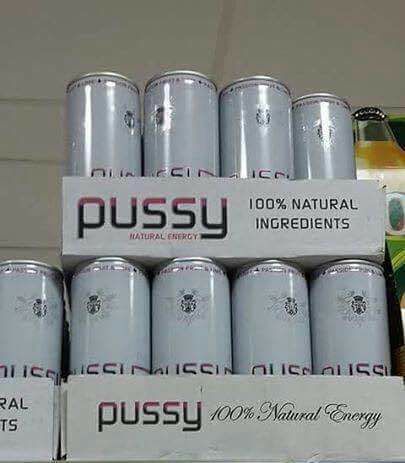 pussy
NATURAL ENERGY
100% NATURAL
INGREDIENTS
pussy 100% Natural Energy